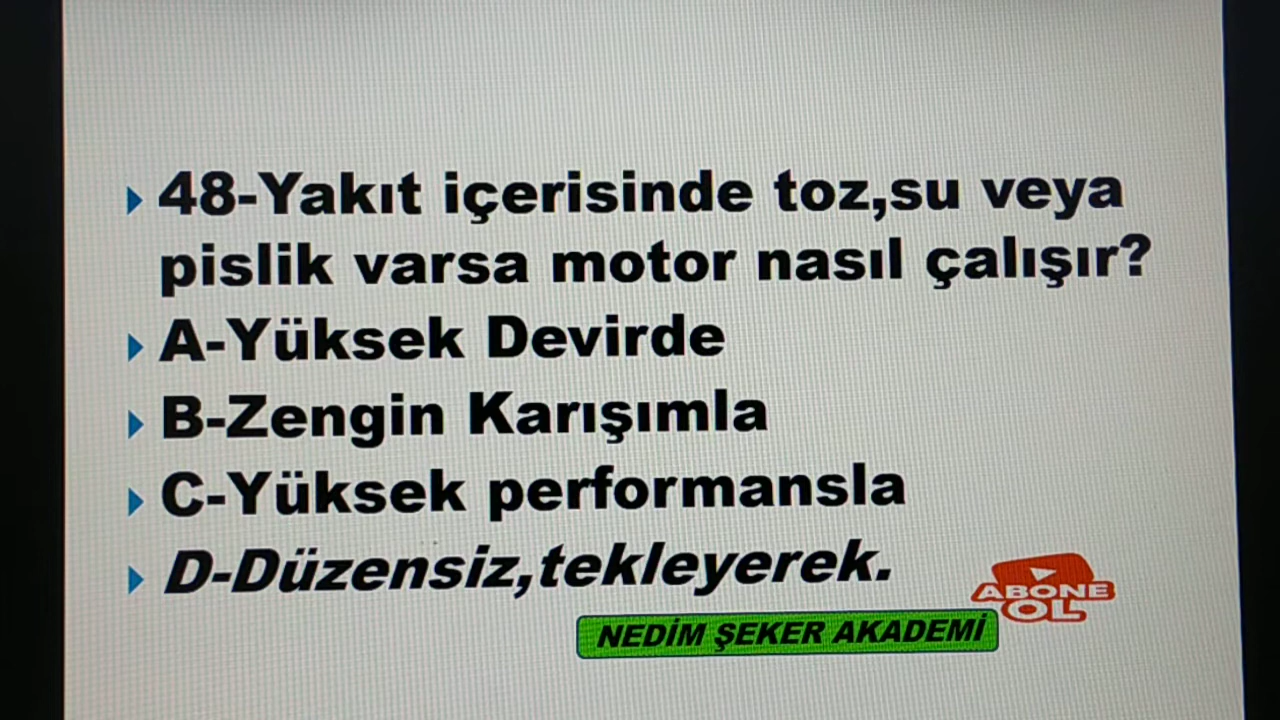 48-Yakıt içerisinde toz,su veya
pislik varsa motor nasıl çalışır?
A-Yüksek Devirde
B-Zengin Karışımla
C-Yüksek performansla
D-Düzensiz,tekleyerek.
ABONE
OL
NEDİM ŞEKER AKADEMİ